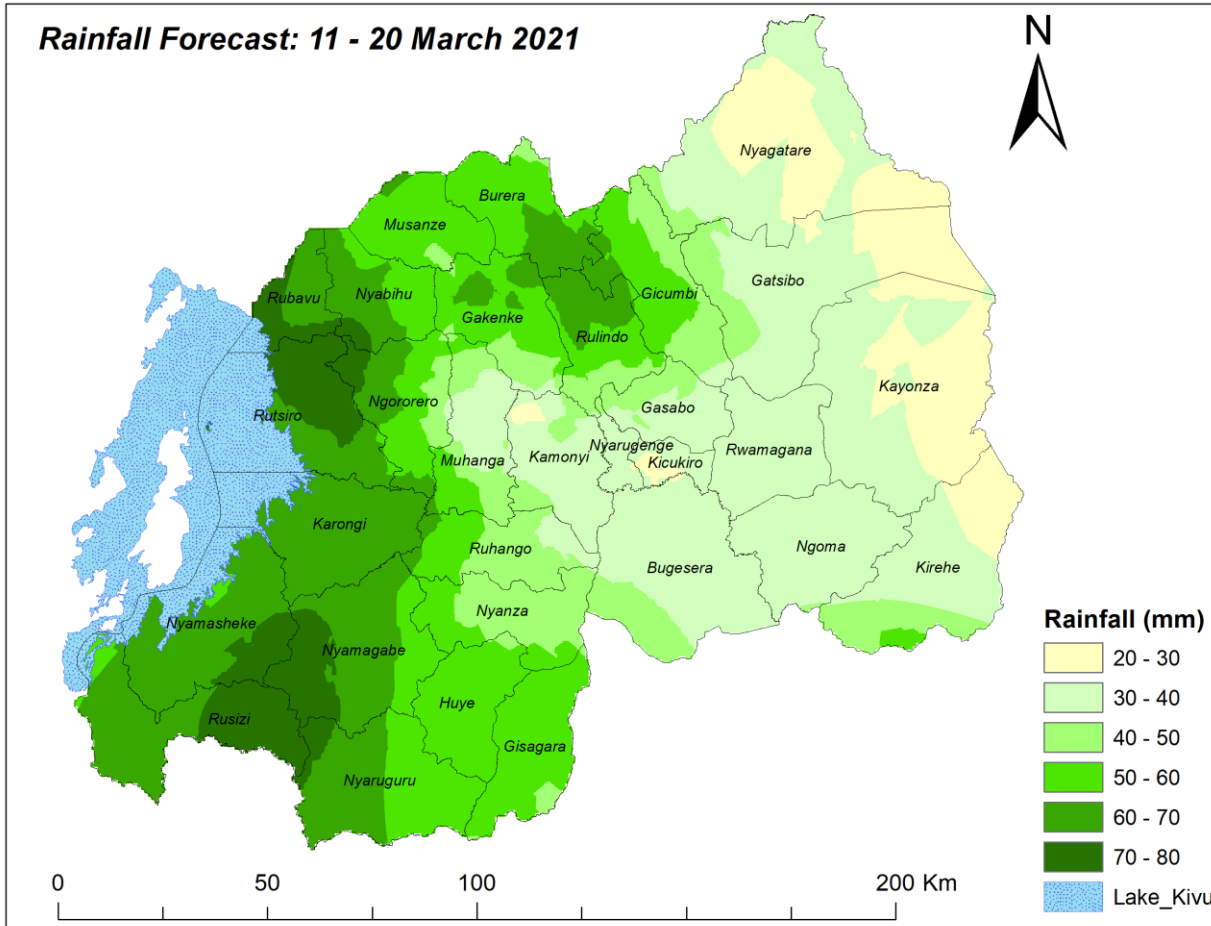 Rainfall Forecast: 11 - 20 March 2021
N
Nyagatare
Burera
Musanze
Gatsibo
Rubavu
Nyabihu
Gicumbi
Gakenke
Rulindo
Kayonza
Ngororero
Gasabo
Rutsiro
Nyarugenge
Rwamagana
Muhanga
Kamonyi
Kicukiro
Karongi
Ruhango
Ngoma
Bugesera
Kirehe
Nyanza
Nyamasheke
Nyamagabe
Huye
Rusizi
Gisagara
Nyaruguru
Rainfall (mm)
20 - 30
30 - 40
40 - 50
50 - 60
60 - 70
70 - 80
Lake_Kivu
0 50 100 200 Km